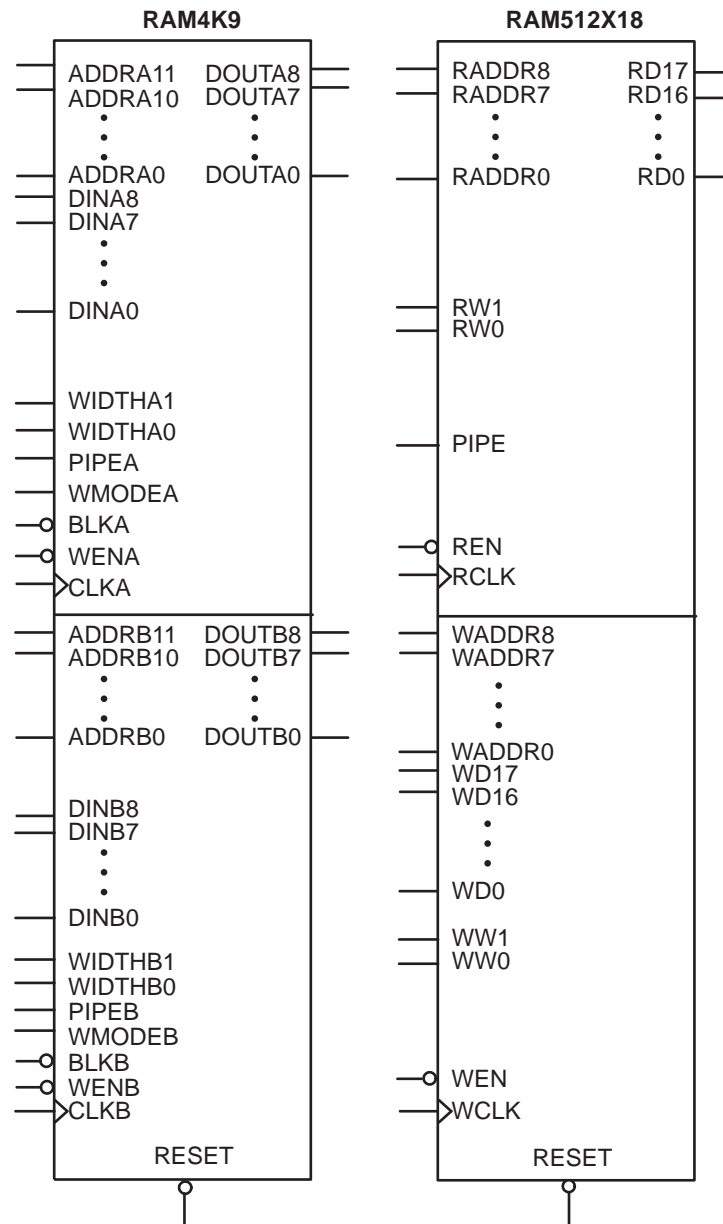 RAM4K9
ADDRA11 DOUTA8
ADDRA10 DOUTA7
ADDRA0 DOUTA0
DINA8
DINA7
DINA0
WIDTHA1
WIDTHA0
PIPEA
WMODEA
BLKA
WENA
CLKA
ADDRB11 DOUTB8
ADDRB10 DOUTB7
ADDRB0 DOUTB0
DINB8
DINB7
DINB0
WIDTHB1
WIDTHB0
PIPEB
WMODEB
BLKB
WENB
CLKB
RESET
RAM512X18
RADDR8 RD17
RADDR7 RD16
RADDR0 RD0
RW1
RW0
PIPE
REN
RCLK
WADDR8
WADDR7
WADDR0
WD17
WD16
WD0
WW1
WW0
WEN
WCLK
RESET